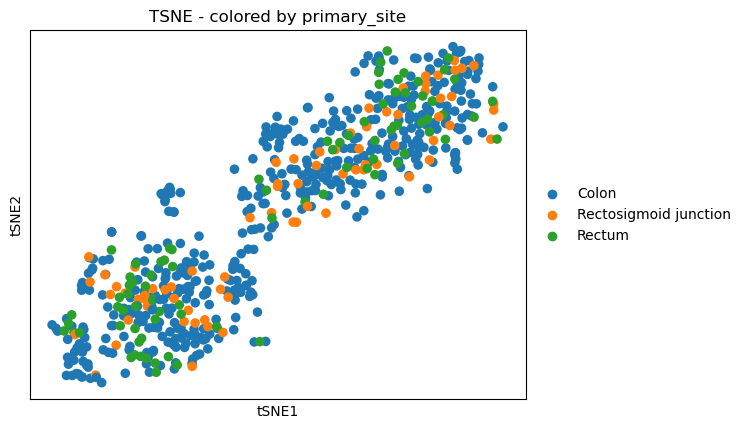 TSNE - colored by primary_site
tSNE2
Colon
Rectosigmoid junction
Rectum
tSNE1